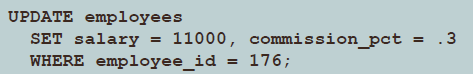 UPDATE employees
SET salary = 11000, commission_pct = .3
WHERE employee_id = 176;